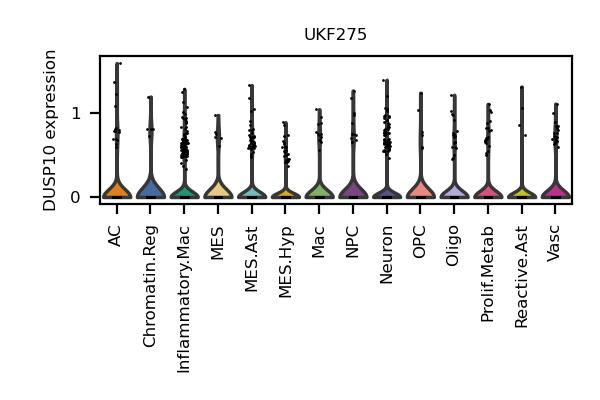 UKF275
DUSP10 expression
1
0
AC
Chromatin.Reg
Inflammatory.Mac
MES
MES.Ast
MES.Hyp
Mac
NPC
Neuron
OPC
Oligo
Prolif.Metab
Reactive.Ast
Vasc